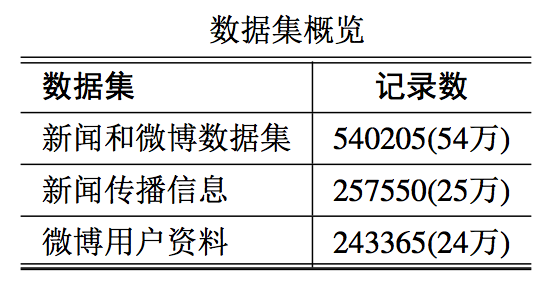 数据集概览
数据集 记录数
新闻和微博数据集 540205(54万)
新闻传播信息 257550(25万)
微博用户资料 243365(24万)